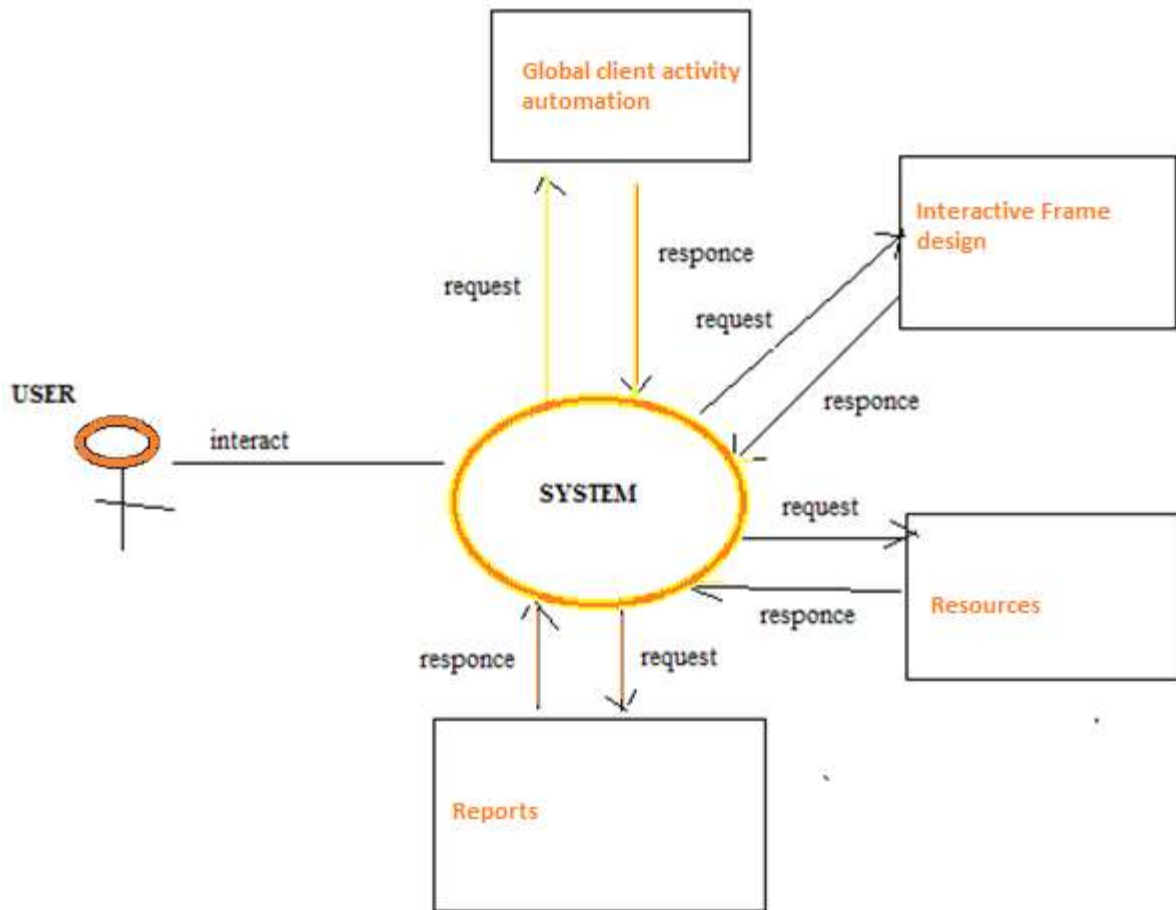 Global client activity
automation
Interactive Frame
design
request
responce
request
responce
USER
interact
SYSTEM
request
responce
Resources
responce
request
Reports